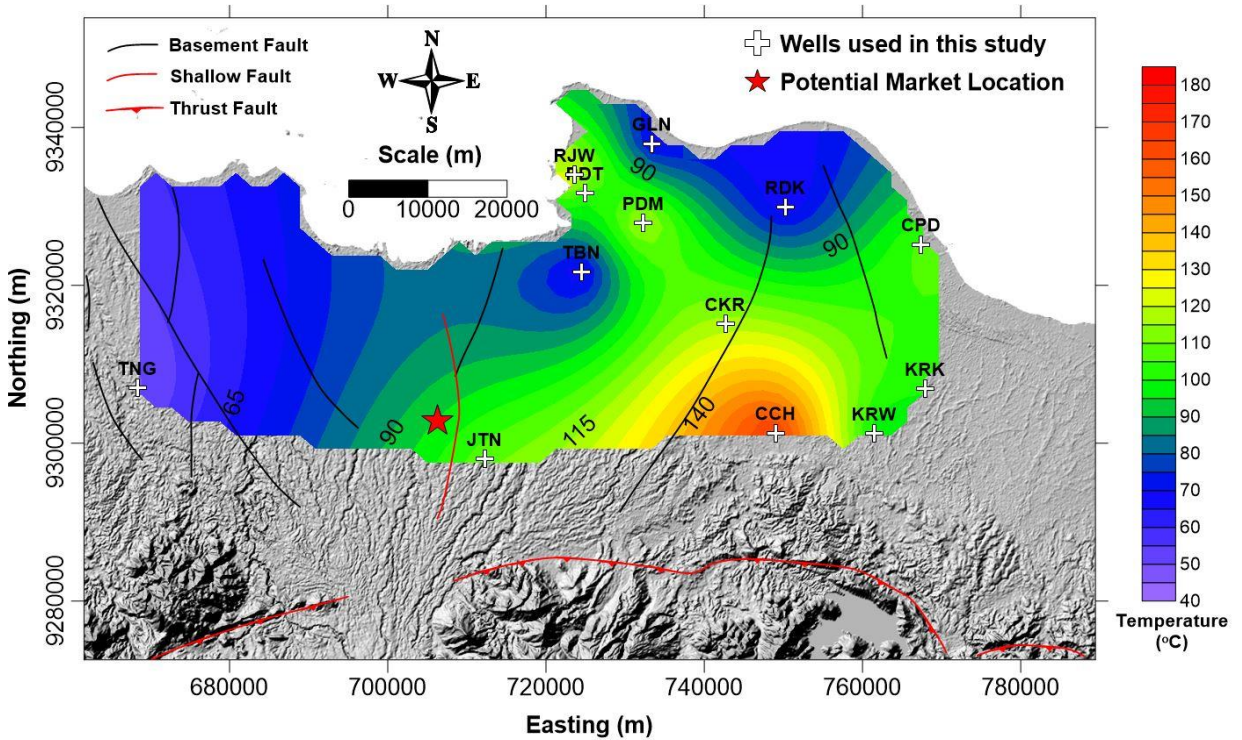 Basement Fault
Shallow Fault
Thrust Fault
N
W E
S
Scale (m)
0 10000 20000
Wells used in this study
Potential Market Location
GLN
RJW
DT
90
PDM
RDK
CPD
90
TBN
CKR
TNG
65
90
JTN
115
140
CCH
KRW
KRK
9340000
9320000
9300000
9280000
Northing (m)
680000 700000 720000 740000 760000 780000
Easting (m)
180
170
160
150
140
130
120
110
100
90
80
70
60
50
40
Temperature
(°C)